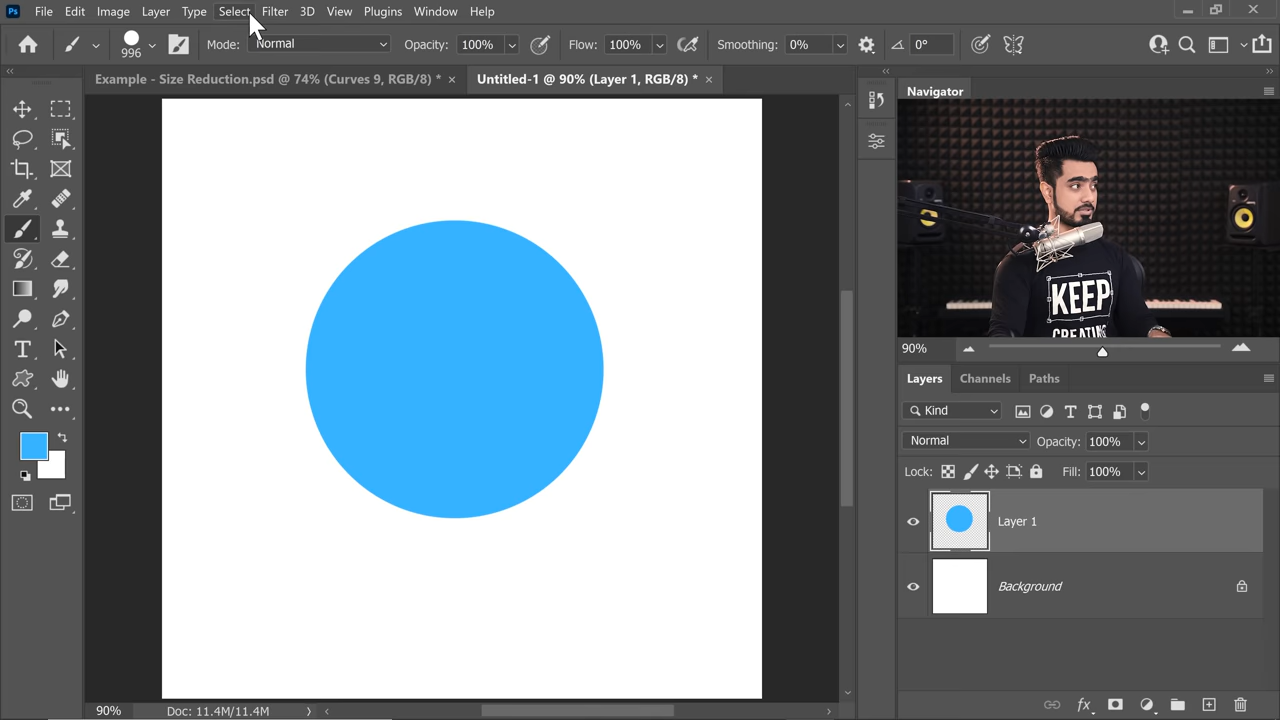 Ps File Edit Image Layer Type Select Filter 3D View Plugins Window Help
996 Mode: Normal Opacity: 100% Flow: 100% Smoothing: 0% 0°
Example - Size Reduction.psd @ 74% (Curves 9, RGB/8) * × Untitled-1 @ 90% (Layer 1, RGB/8) * ×
Navigator
KEEP
CREATING
90%
Layers Channels Paths
Kind
Normal Opacity: 100%
Lock: Fill: 100%
Layer 1
Background
90% Doc: 11.4M/11.4M
fx